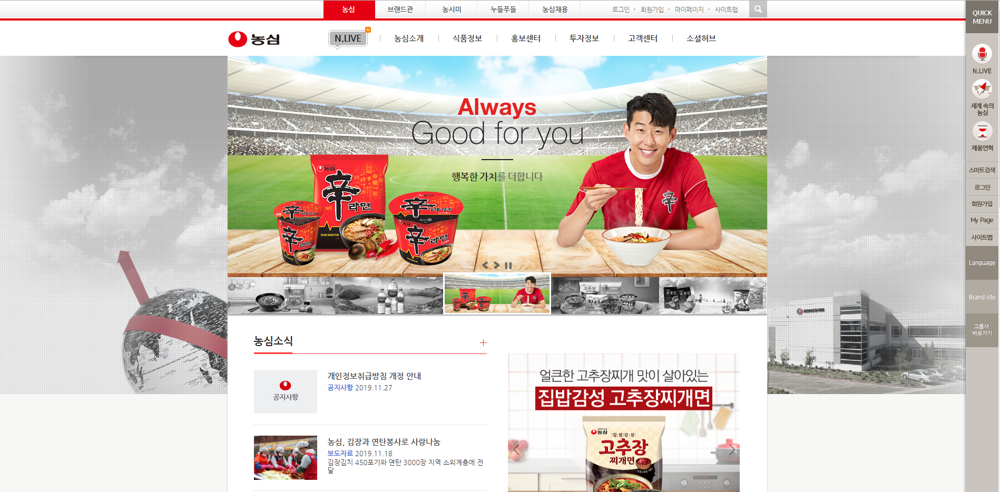 농심
브랜드관
농시미
누들푸들
농심채용
로그인
회원가입
마이페이지
사이트맵
농심
N.LIVE
N
농심소개
식품정보
홍보센터
투자정보
고객센터
소셜허브
Always
Good for you
행복한 가치를 더합니다
농심
辛
라면
SHIN RAMYUN
辛
라면
辛
라면
辛
NONGSHIM
농심소식
공지사항
개인정보취급방침 개정 안내
공지사항 2019.11.27
농심, 김장과 연탄봉사로 사랑나눔
보도자료 2019.11.18
김장김치 450포기와 연탄 3000장 지역 소외계층에 전
달
얼큰한 고추장찌개 맛이 살아있는
집밥감성 고추장찌개면
농심
집밥감성
고추장
찌개면
QUICK
MENU
N.LIVE
세계 속의
농심
제품연혁
스마트검색
로그인
회원가입
My Page
사이트맵
Language
Brand site
그룹사
바로가기